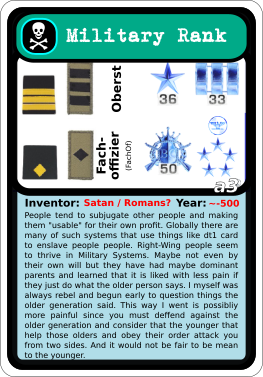 Military Rank
Oberst
36
33
Fach-
offizier
(FachOf)
50
a3
Inventor: Satan / Romans? Year: ~-500
People tend to subjugate other people and making
them "usable" for their own profit. Globally there are
many of such systems that use things like dt1 card
to enslave people people. Right-Wing people seem
to thrive in Military Systems. Maybe not even by
their own will but they have had maybe dominant
parents and learned that it is liked with less pain if
they just do what the older person says. I myself was
always rebel and begun early to question things the
older generation said. This way I went is possibliy
more painful since you must deffend against the
older generation and consider that the younger that
help those olders and obey their order attack you
from two sides. And it would not be fair to be mean
to the younger.